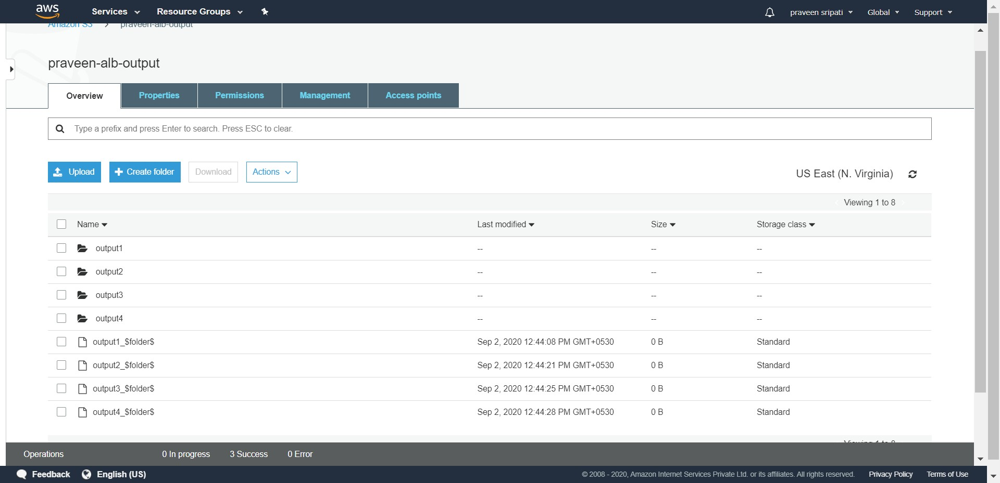 aws Services Resource Groups praveen sripati Global Support
Amazon S3 praveen-alb-output
praveen-alb-output
Overview Properties Permissions Management Access points
Type a prefix and press Enter to search. Press ESC to clear.
Upload Create folder Download Actions US East (N. Virginia)
Viewing 1 to 8
Name Last modified Size Storage class
output1 -- -- --
output2 -- -- --
output3 -- -- --
output4 -- -- --
output1_$folder$ Sep 2, 2020 12:44:08 PM GMT+0530 0 B Standard
output2_$folder$ Sep 2, 2020 12:44:21 PM GMT+0530 0 B Standard
output3_$folder$ Sep 2, 2020 12:44:25 PM GMT+0530 0 B Standard
output4_$folder$ Sep 2, 2020 12:44:28 PM GMT+0530 0 B Standard
Viewing 1 to 8
Operations 0 In progress 3 Success 0 Error
Feedback English (US) © 2008 - 2020, Amazon Internet Services Private Ltd. or its affiliates. All rights reserved. Privacy Policy Terms of Use